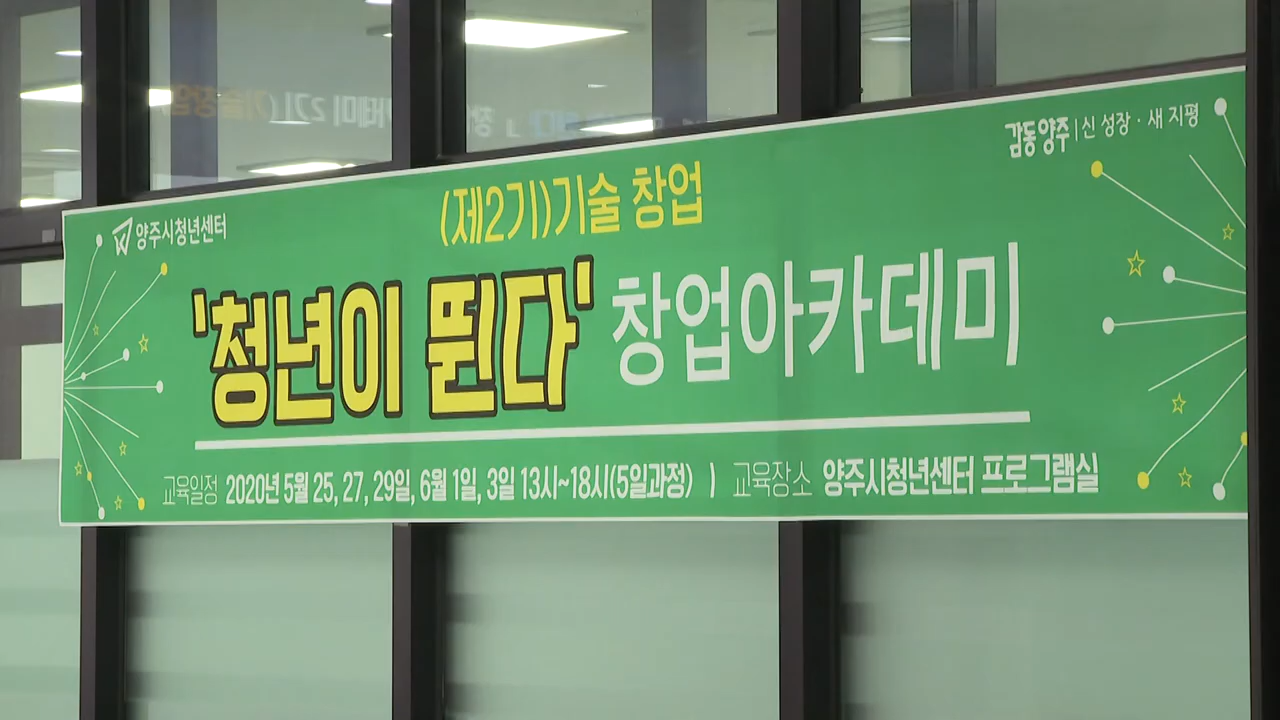 양주시청년센터
감동양주 | 신 성장 · 새 지평
(제2기)기술 창업
'청년이 뛴다' 창업아카데미
교육일정 2020년 5월 25, 27, 29일, 6월 1일, 3일 13시~18시(5일과정) | 교육장소 양주시청년센터 프로그램실